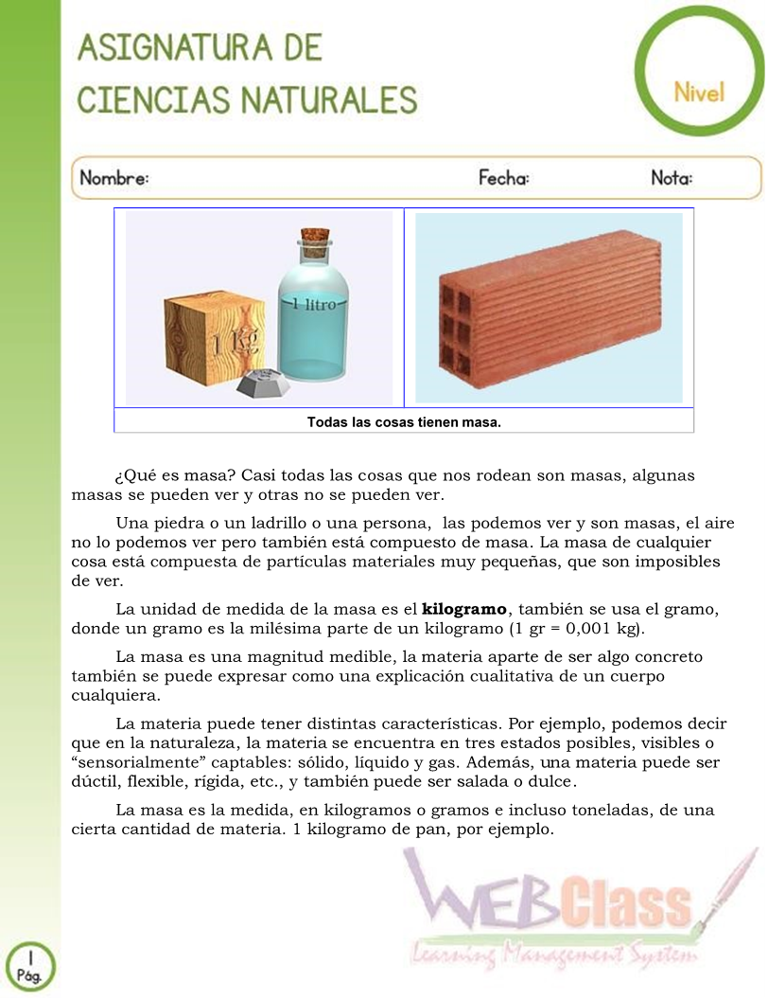 ASIGNATURA DE
CIENCIAS NATURALES
Nivel
Nombre: Fecha: Nota:
1 Kg
1 litro
Todas las cosas tienen masa.
¿Qué es masa? Casi todas las cosas que nos rodean son masas, algunas
masas se pueden ver y otras no se pueden ver.
Una piedra o un ladrillo o una persona, las podemos ver y son masas, el aire
no lo podemos ver pero también está compuesto de masa. La masa de cualquier
cosa está compuesta de partículas materiales muy pequeñas, que son imposibles
de ver.
La unidad de medida de la masa es el kilogramo, también se usa el gramo,
donde un gramo es la milésima parte de un kilogramo (1 gr = 0,001 kg).
La masa es una magnitud medible, la materia aparte de ser algo concreto
también se puede expresar como una explicación cualitativa de un cuerpo
cualquiera.
La materia puede tener distintas características. Por ejemplo, podemos decir
que en la naturaleza, la materia se encuentra en tres estados posibles, visibles o
“sensorialmente” captables: sólido, líquido y gas. Además, una materia puede ser
dúctil, flexible, rígida, etc., y también puede ser salada o dulce.
La masa es la medida, en kilogramos o gramos e incluso toneladas, de una
cierta cantidad de materia. 1 kilogramo de pan, por ejemplo.
WEBClass
Learning Management System
1
Pág.